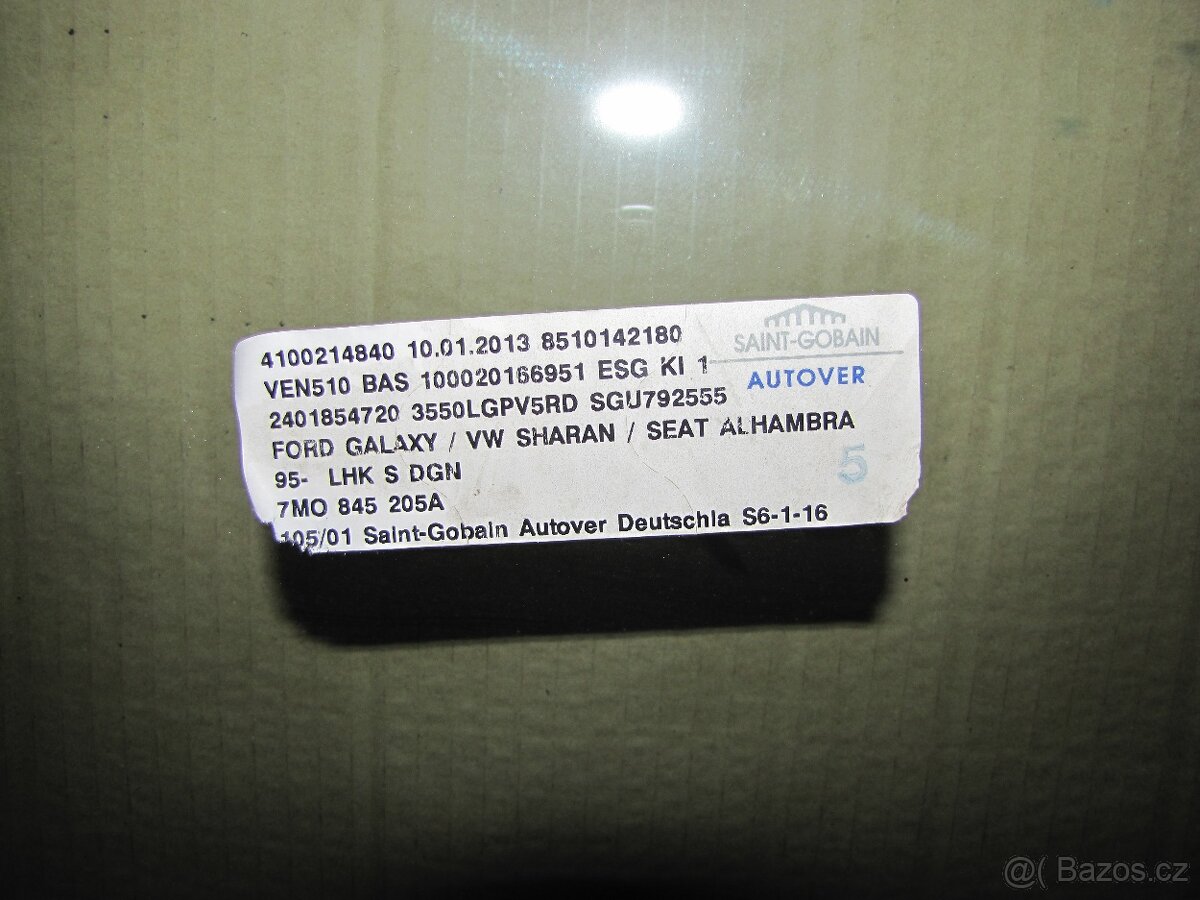 4100214840 10.01.2013 8510142180
VEN510 BAS 100020166951 ESG KI 1
2401854720 3550LGPV5RD SGU792555
FORD GALAXY / VW SHARAN / SEAT ALHAMBRA
95- LHK S DGN
7MO 845 205A
105/01 Saint-Gobain Autover Deutschla S6-1-16
SAINT-GOBAIN
AUTOVER
5
@( Bazos.cz